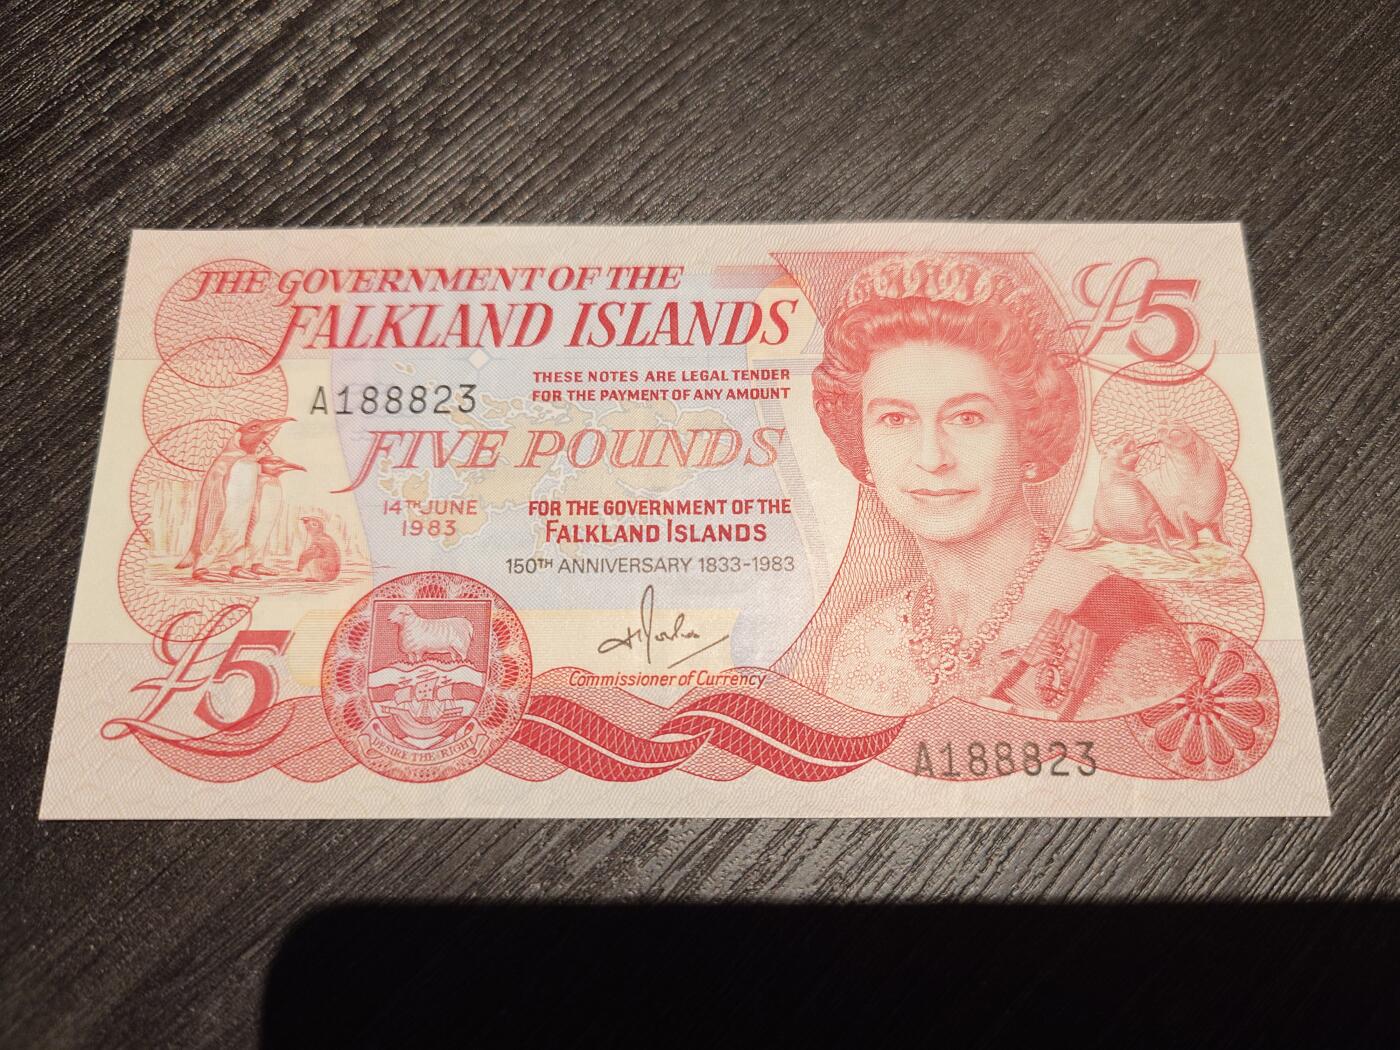 THE GOVERNMENT OF THE
FALKLAND ISLANDS
£5
THESE NOTES ARE LEGAL TENDER
FOR THE PAYMENT OF ANY AMOUNT
A188823
FIVE POUNDS
14TH JUNE
1983
FOR THE GOVERNMENT OF THE
FALKLAND ISLANDS
150TH ANNIVERSARY 1833-1983
£5
Commissioner of Currency
DESIRE THE RIGHT
A188823